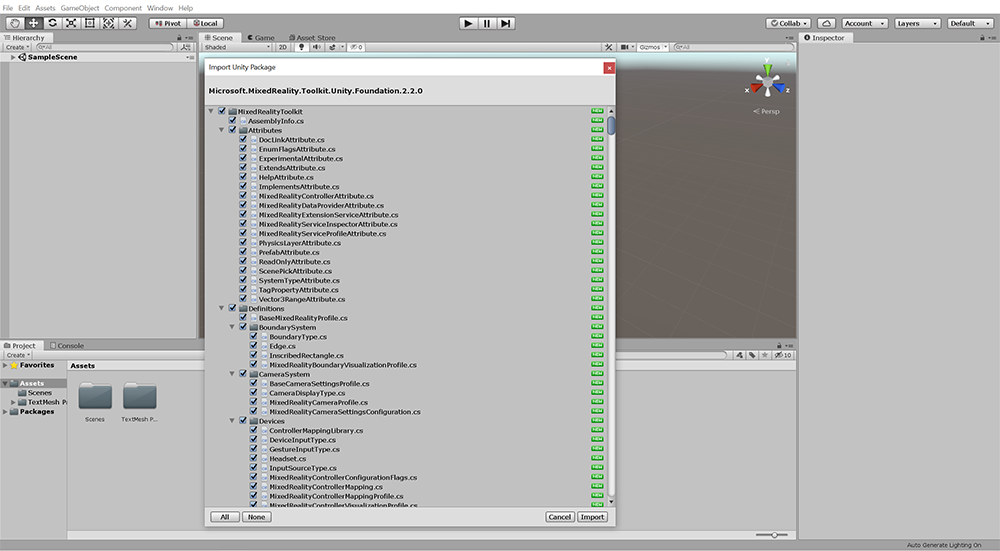 File Edit Assets GameObject Component Window Help
Pivot Local Collab Account Layers Default
Hierarchy Scene Game Asset Store Inspector
Create All Shaded 2D 0 Gizmos All
SampleScene
Import Unity Package
Microsoft.MixedReality.Toolkit.Unity.Foundation.2.2.0
y x z
Persp
MixedRealityToolkit NEW
AssemblyInfo.cs NEW
Attributes NEW
DocLinkAttribute.cs NEW
EnumFlagsAttribute.cs NEW
ExperimentalAttribute.cs NEW
ExtendsAttribute.cs NEW
HelpAttribute.cs NEW
ImplementsAttribute.cs NEW
MixedRealityControllerAttribute.cs NEW
MixedRealityDataProviderAttribute.cs NEW
MixedRealityExtensionServiceAttribute.cs NEW
MixedRealityServiceInspectorAttribute.cs NEW
MixedRealityServiceProfileAttribute.cs NEW
PhysicsLayerAttribute.cs NEW
PrefabAttribute.cs NEW
ReadOnlyAttribute.cs NEW
ScenePickAttribute.cs NEW
SystemTypeAttribute.cs NEW
TagPropertyAttribute.cs NEW
Vector3RangeAttribute.cs NEW
Definitions NEW
BaseMixedRealityProfile.cs NEW
BoundarySystem NEW
BoundaryType.cs NEW
Edge.cs NEW
InscribedRectangle.cs NEW
MixedRealityBoundaryVisualizationProfile.cs NEW
CameraSystem NEW
BaseCameraSettingsProfile.cs NEW
CameraDisplayType.cs NEW
MixedRealityCameraProfile.cs NEW
MixedRealityCameraSettingsConfiguration.cs NEW
Devices NEW
ControllerMappingLibrary.cs NEW
DeviceInputType.cs NEW
GestureInputType.cs NEW
Headset.cs NEW
InputSourceType.cs NEW
MixedRealityControllerConfigurationFlags.cs NEW
MixedRealityControllerMapping.cs NEW
MixedRealityControllerMappingProfile.cs NEW
MixedRealityControllerVisualizationProfile.cs NEW
All None Cancel Import
Project Console
Create 10
Favorites Assets
Assets
Scenes
TextMesh P
Packages
Scenes TextMesh P...
Auto Generate Lighting On